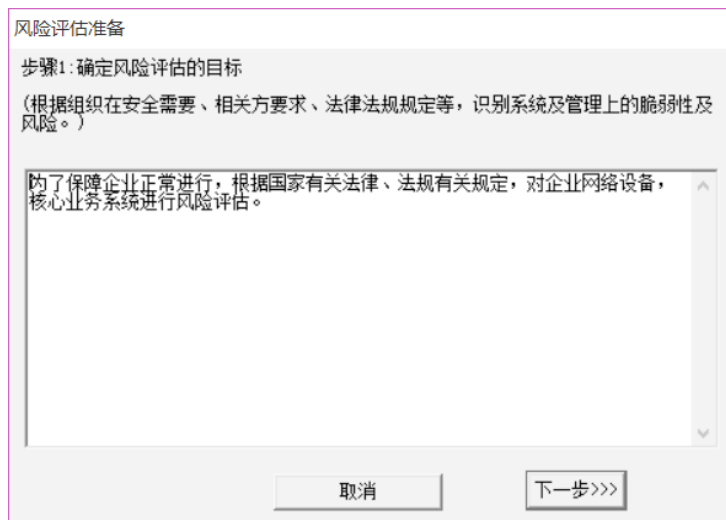 风险评估准备
步骤1:确定风险评估的目标
(根据组织在安全需要、相关方要求、法律法规规定等，识别系统及管理上的脆弱性及
风险。)
为了保障企业正常进行，根据国家有关法律、法规有关规定，对企业网络设备，
核心业务系统进行风险评估。
取消
下一步>>>